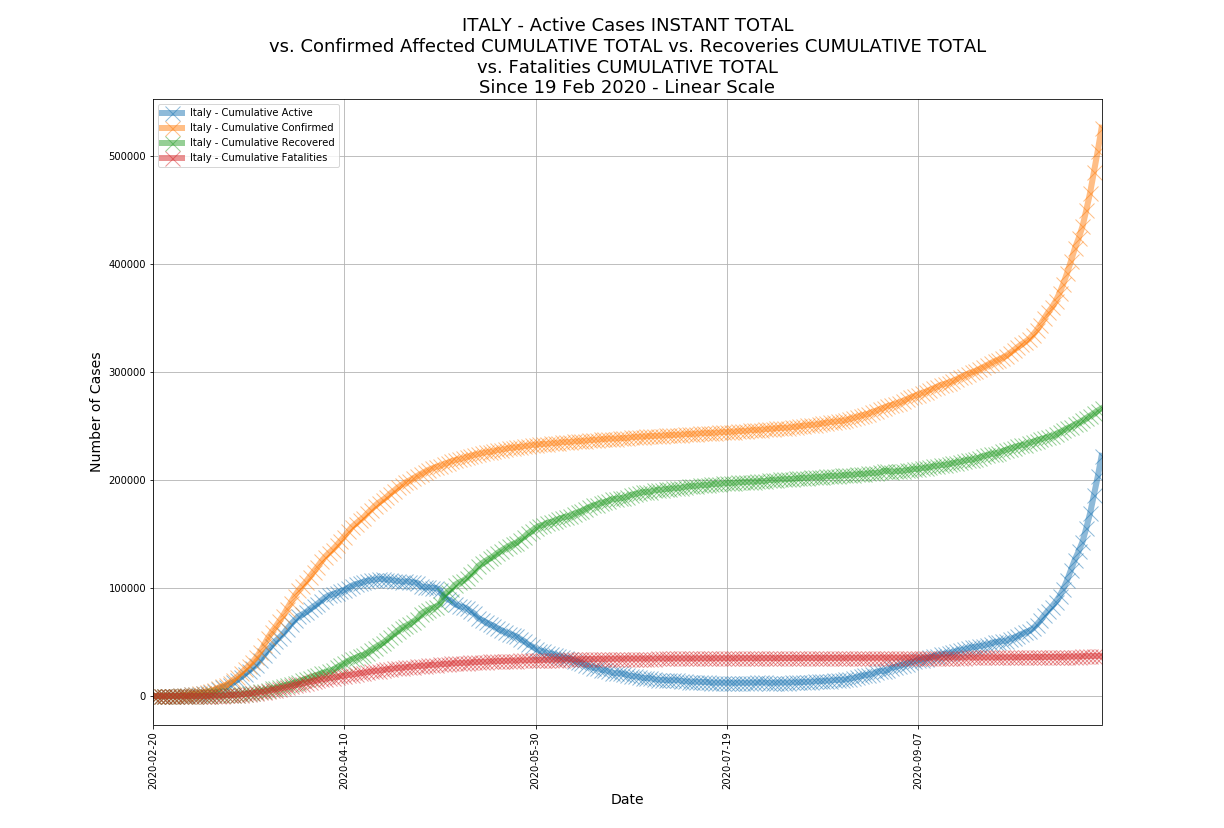 ITALY - Active Cases INSTANT TOTAL
vs. Confirmed Affected CUMULATIVE TOTAL vs. Recoveries CUMULATIVE TOTAL
vs. Fatalities CUMULATIVE TOTAL
Since 19 Feb 2020 - Linear Scale
Italy - Cumulative Active
Italy - Cumulative Confirmed
Italy - Cumulative Recovered
Italy - Cumulative Fatalities
500000
400000
300000
200000
100000
0
Number of Cases
2020-02-20
2020-04-10
2020-05-30
2020-07-19
2020-09-07
Date